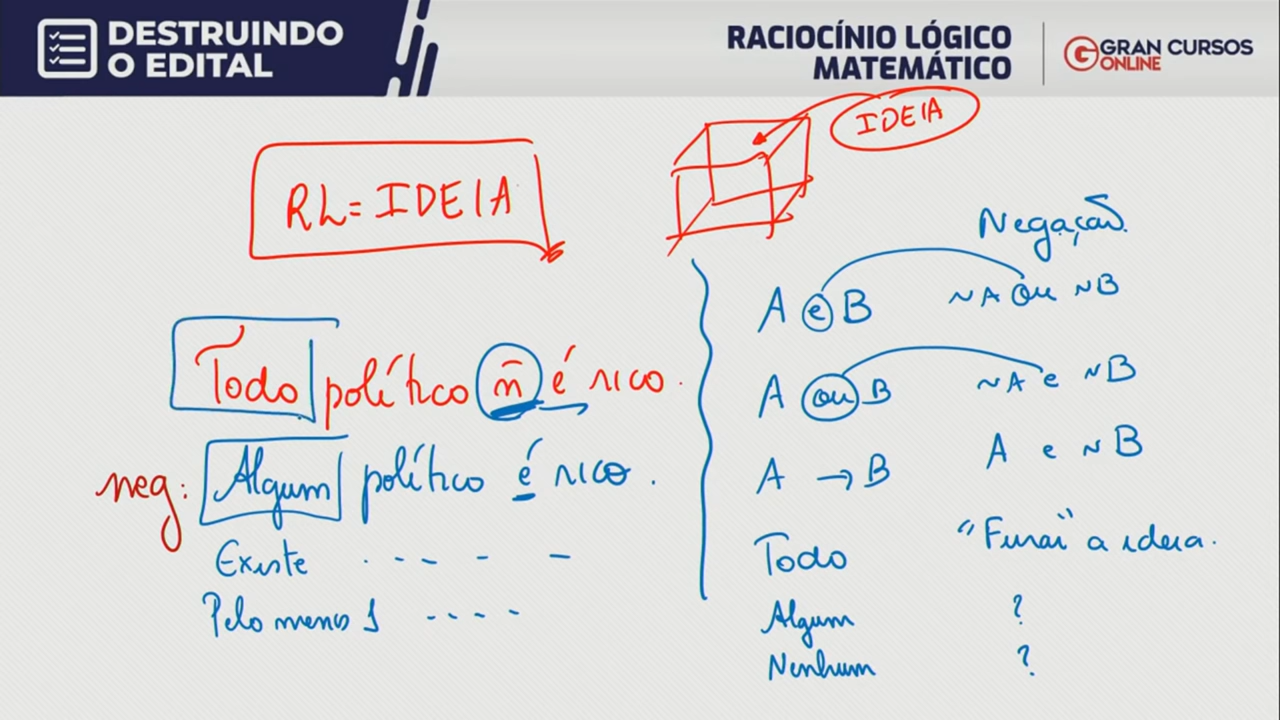 DESTRUINDO
O EDITAL
RACIOCÍNIO LÓGICO
MATEMÁTICO
GRAN CURSOS
ONLINE
RL=IDEIA
IDEIA
Todo político ñ é rico.
neg: Algum político é rico.
Existe . -- - -
Pelo menos 1 ----
Negação
A e B ~A ou ~B
A ou B ~A e ~B
A → B A e ~B
Todo "Furar" a ideia.
Algum ?
Nenhum ?